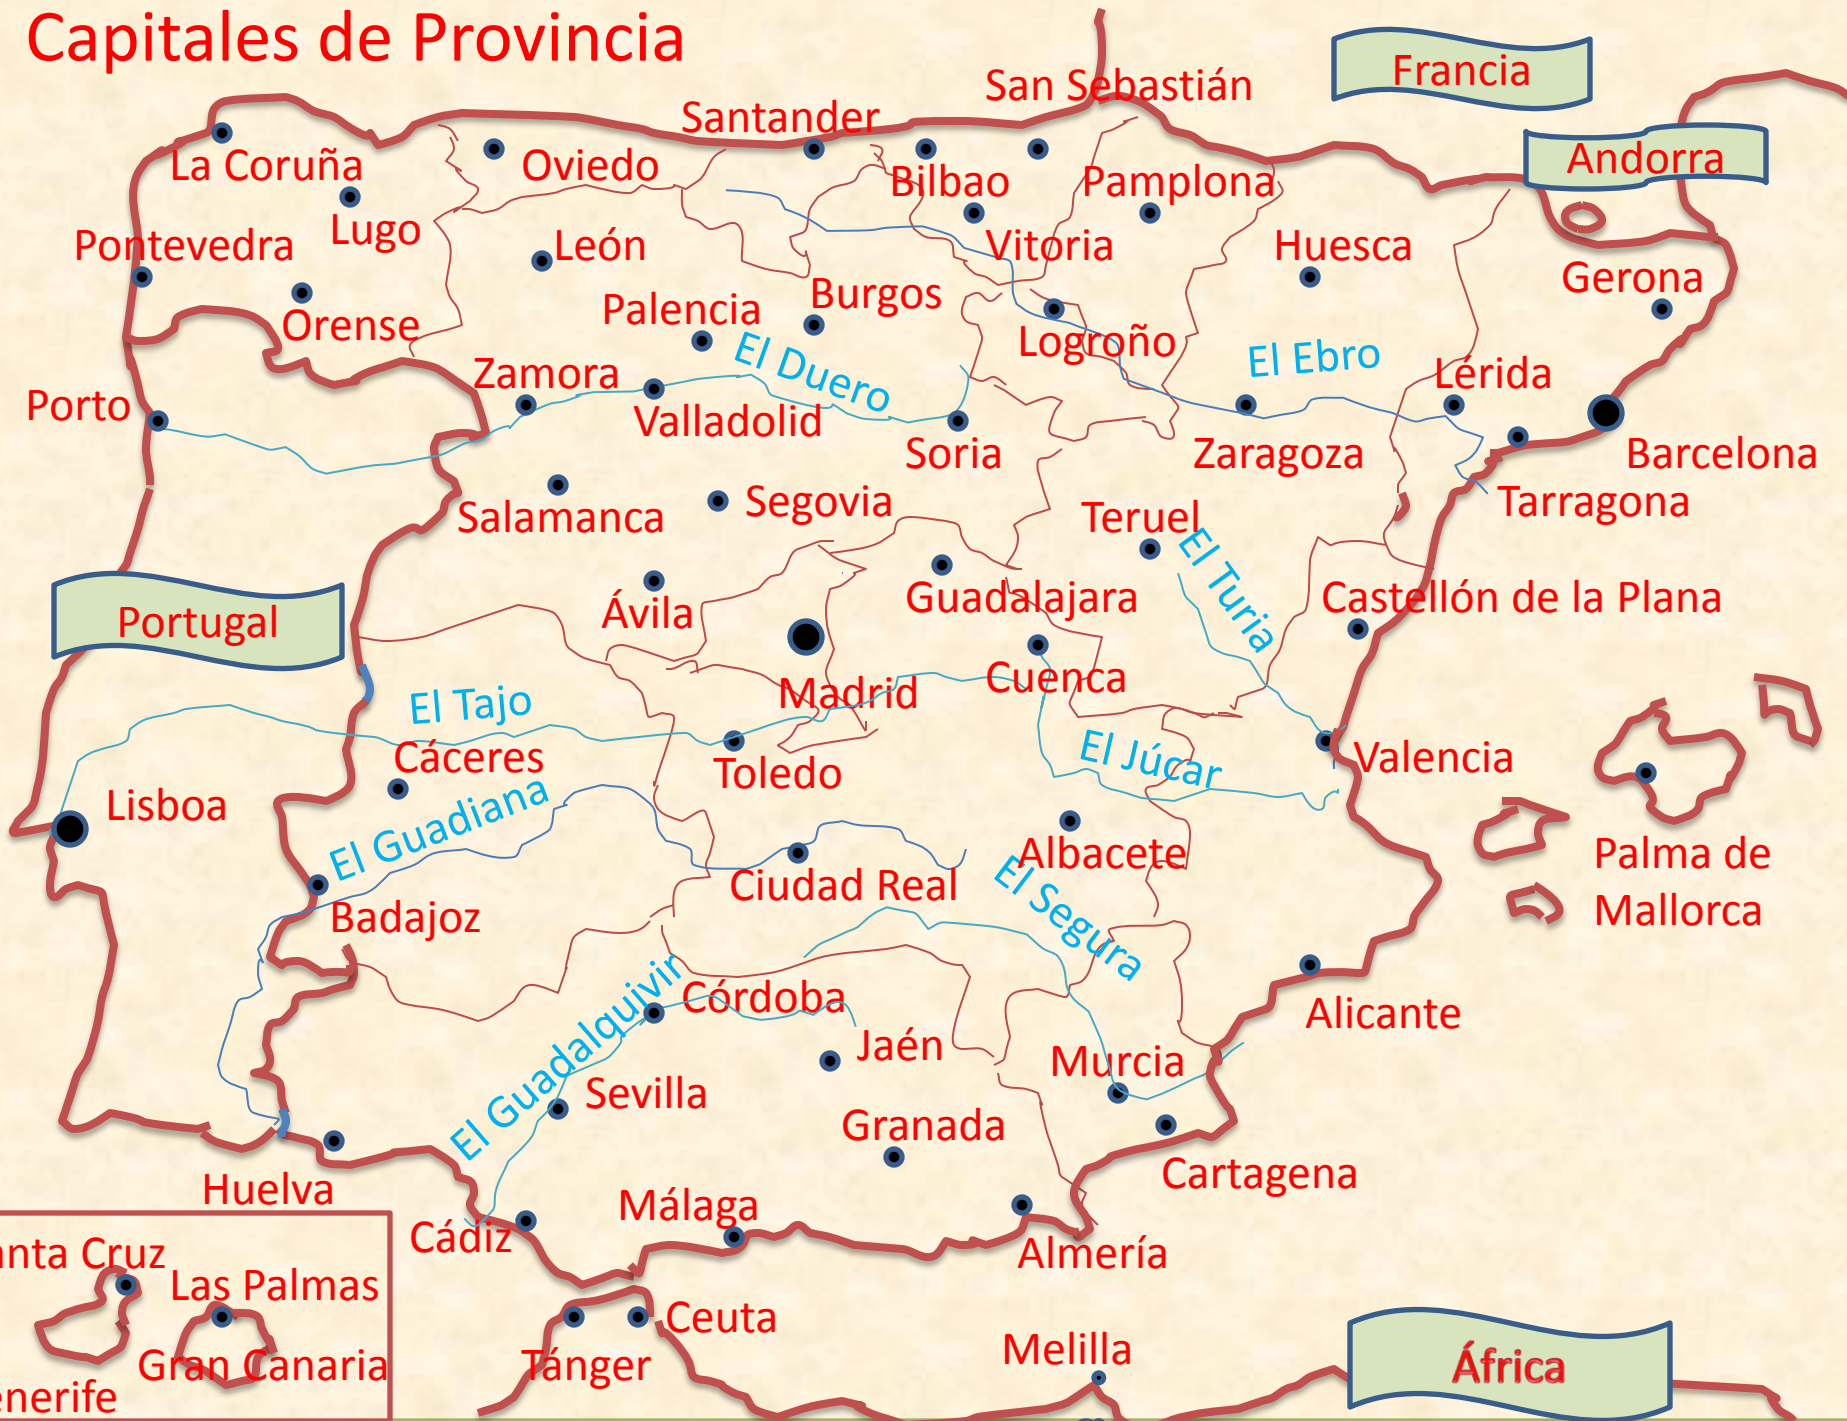 Capitales de Provincia
Francia
San Sebastián
Santander
Andorra
La Coruña
Oviedo
Bilbao
Pamplona
Lugo
Pontevedra
León
Vitoria
Huesca
Gerona
Orense
Palencia
Burgos
Logroño
El Duero
El Ebro
Zamora
Lérida
Porto
Valladolid
Soria
Zaragoza
Barcelona
Salamanca
Segovia
Teruel
Tarragona
El Turia
Portugal
Ávila
Guadalajara
Castellón de la Plana
Madrid
Cuenca
El Tajo
Cáceres
Toledo
El Júcar
Valencia
Lisboa
El Guadiana
Albacete
Palma de
Mallorca
Ciudad Real
El Segura
Badajoz
El Guadalquivir
Córdoba
Alicante
Jaén
Murcia
Sevilla
Granada
Cartagena
Huelva
Málaga
Cádiz
Almería
anta Cruz
Las Palmas
Ceuta
Gran Canaria
Tánger
Melilla
África
enerife